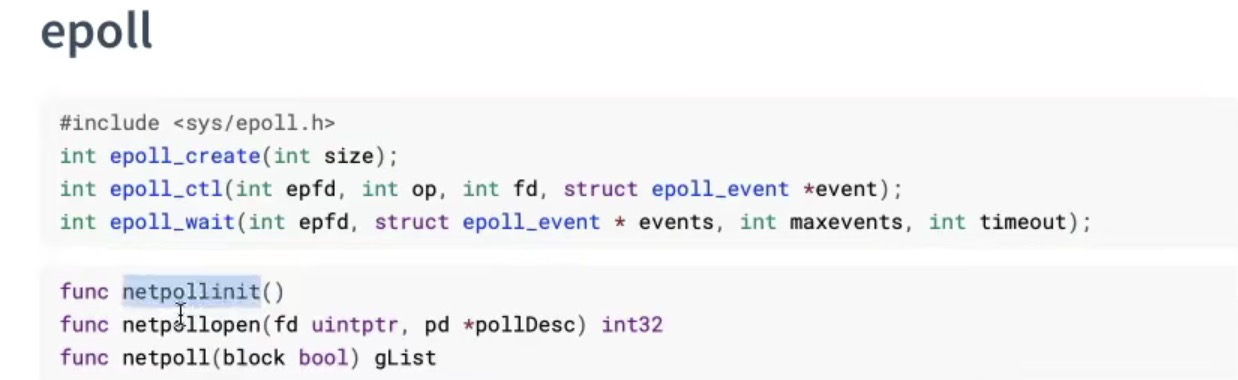 epoll
#include <sys/epoll.h>
int epoll_create(int size);
int epoll_ctl(int epfd, int op, int fd, struct epoll_event *event);
int epoll_wait(int epfd, struct epoll_event * events, int maxevents, int timeout);
func netpollinit()
func netpollopen(fd uintptr, pd *pollDesc) int32
func netpoll(block bool) gList